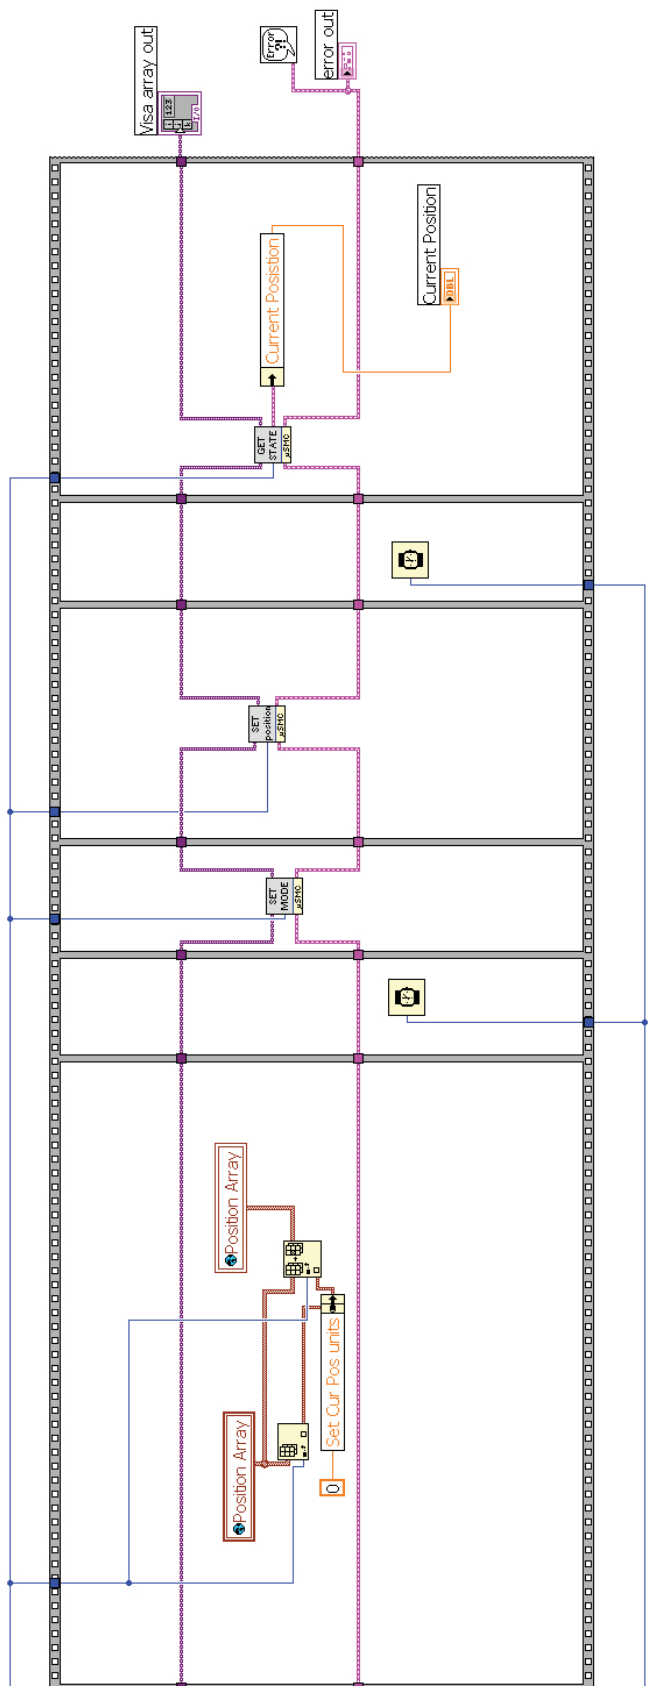 Position Array
0
Set Cur Pos units
Position Array
SET
MODE
µSMC
SET
position
µSMC
GET
STATE
µSMC
Current Posistion
Current Position
DBL
Visa array out
123
I/O
Error
?!
error out